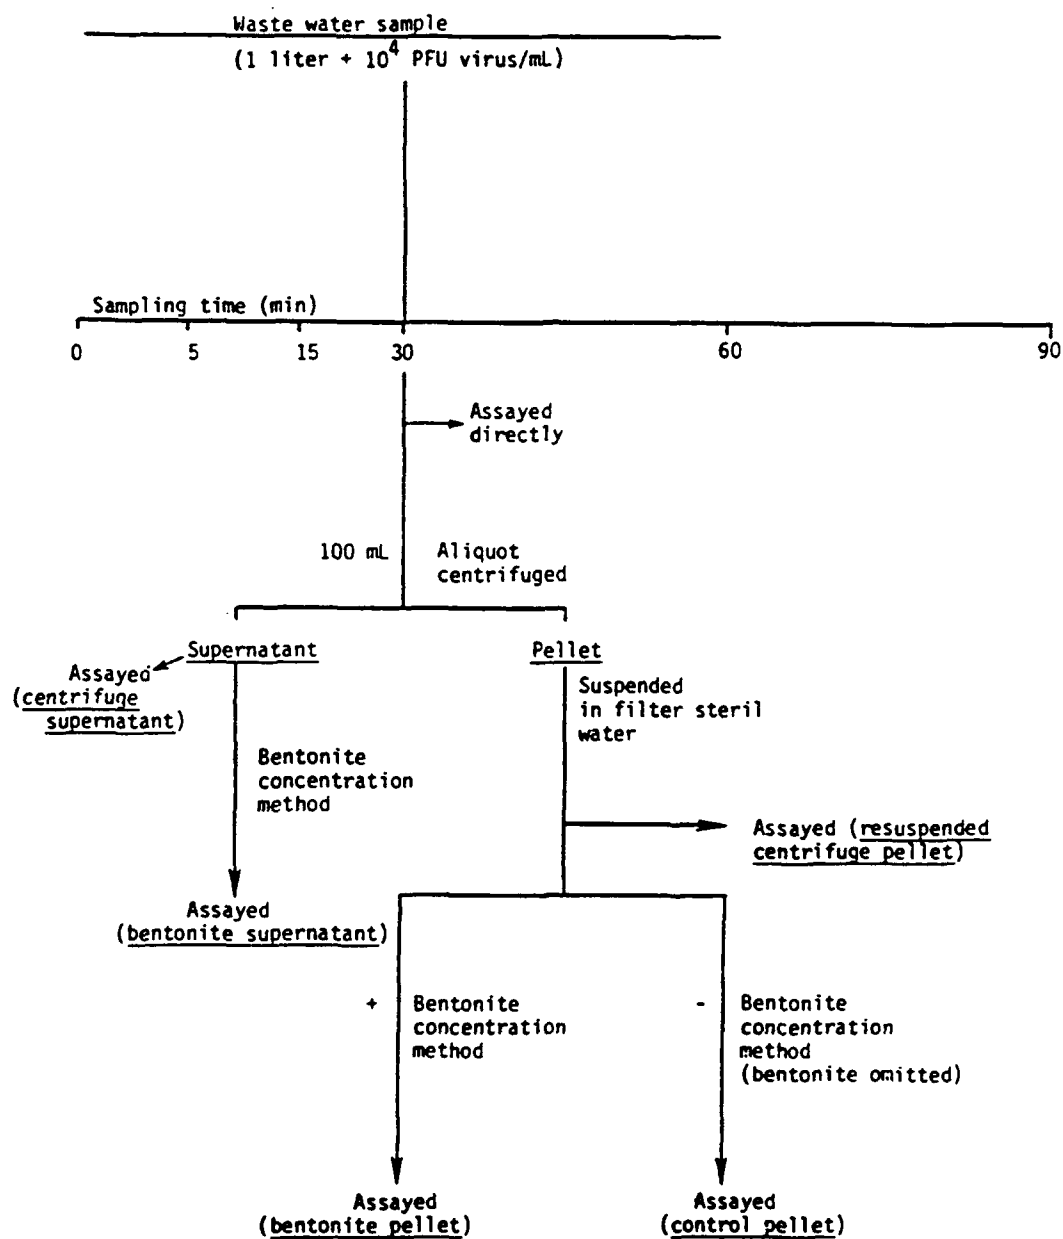 Waste water sample
(1 liter + 10⁴ PFU virus/mL)
Sampling time (min)
0 5 15 30 60 90
Assayed
directly
100 mL
Aliquot
centrifuged
Supernatant
Pellet
Assayed
(centrifuge
supernatant)
Suspended
in filter steril
water
Bentonite
concentration
method
Assayed (resuspended
centrifuge pellet)
Assayed
(bentonite supernatant)
+ Bentonite
concentration
method
- Bentonite
concentration
method
(bentonite omitted)
Assayed
(bentonite pellet)
Assayed
(control pellet)